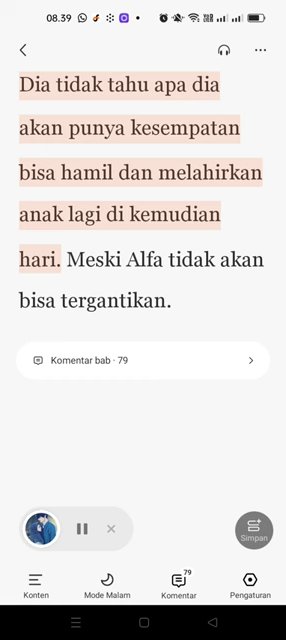 08.39
Dia tidak tahu apa dia
akan punya kesempatan
bisa hamil dan melahirkan
anak lagi di kemudian
hari. Meski Alfa tidak akan
bisa tergantikan.
Komentar bab · 79
Simpan
79
Konten
Mode Malam
Komentar
Pengaturan